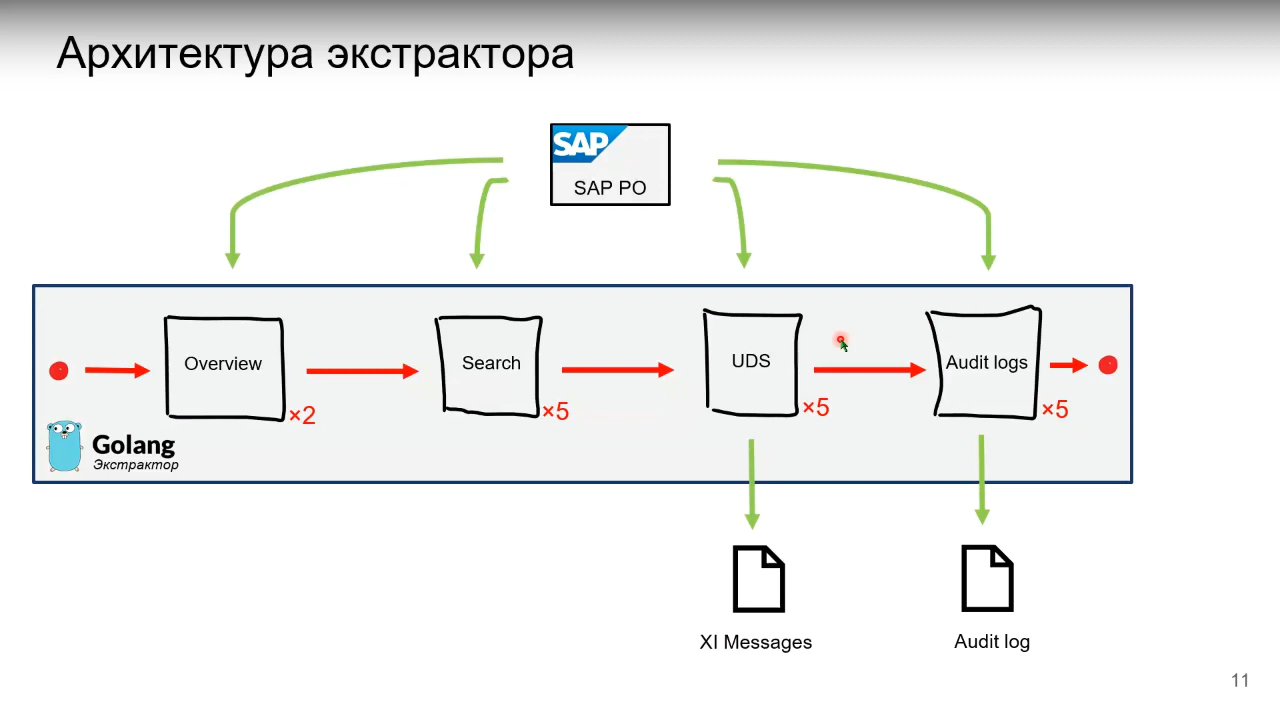 Архитектура экстрактора
SAP
SAP PO
Overview
×2
Search
×5
UDS
×5
Audit logs
×5
Golang
Экстрактор
XI Messages
Audit log
11